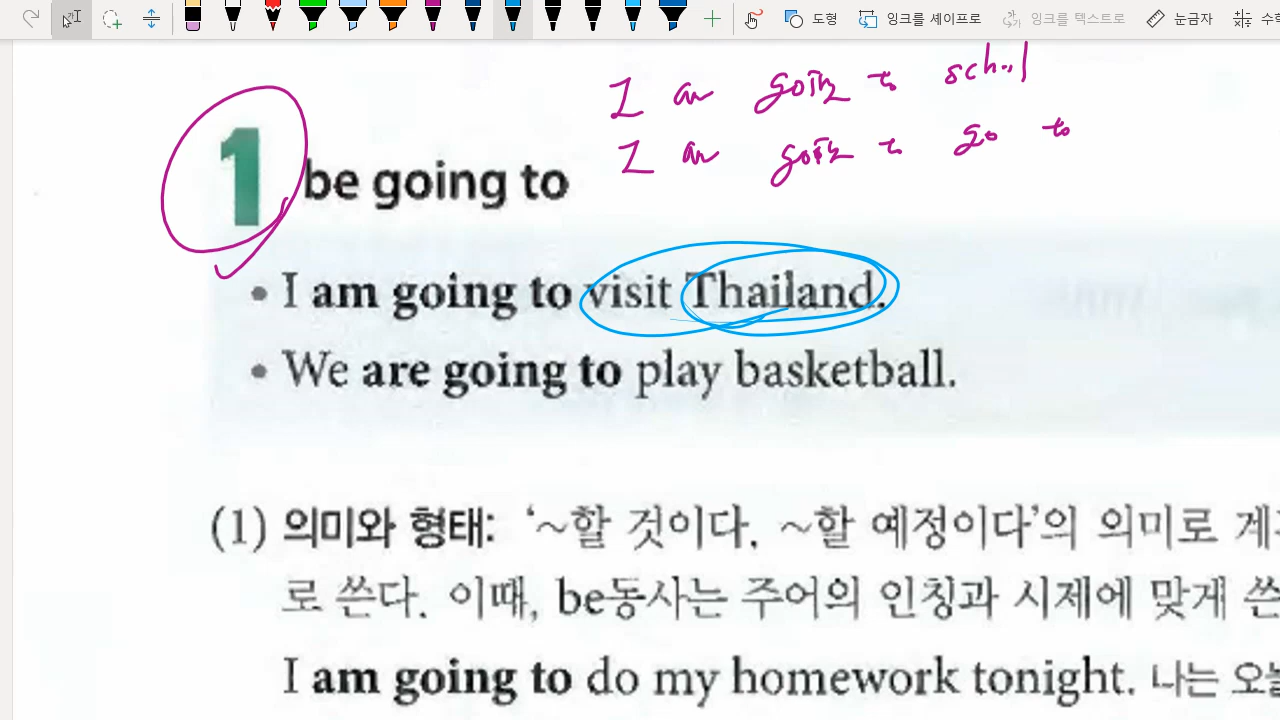 도형 잉크를 셰이프로 잉크를 텍스트로 눈금자 수
I am going to school
I am going to go to
1 be going to
• I am going to visit Thailand.
• We are going to play basketball.
(1) 의미와 형태: ‘~할 것이다, ~할 예정이다’의 의미로
로 쓴다. 이때, be동사는 주어의 인칭과 시제에 맞게 쓴
I am going to do my homework tonight. 나는 오늘